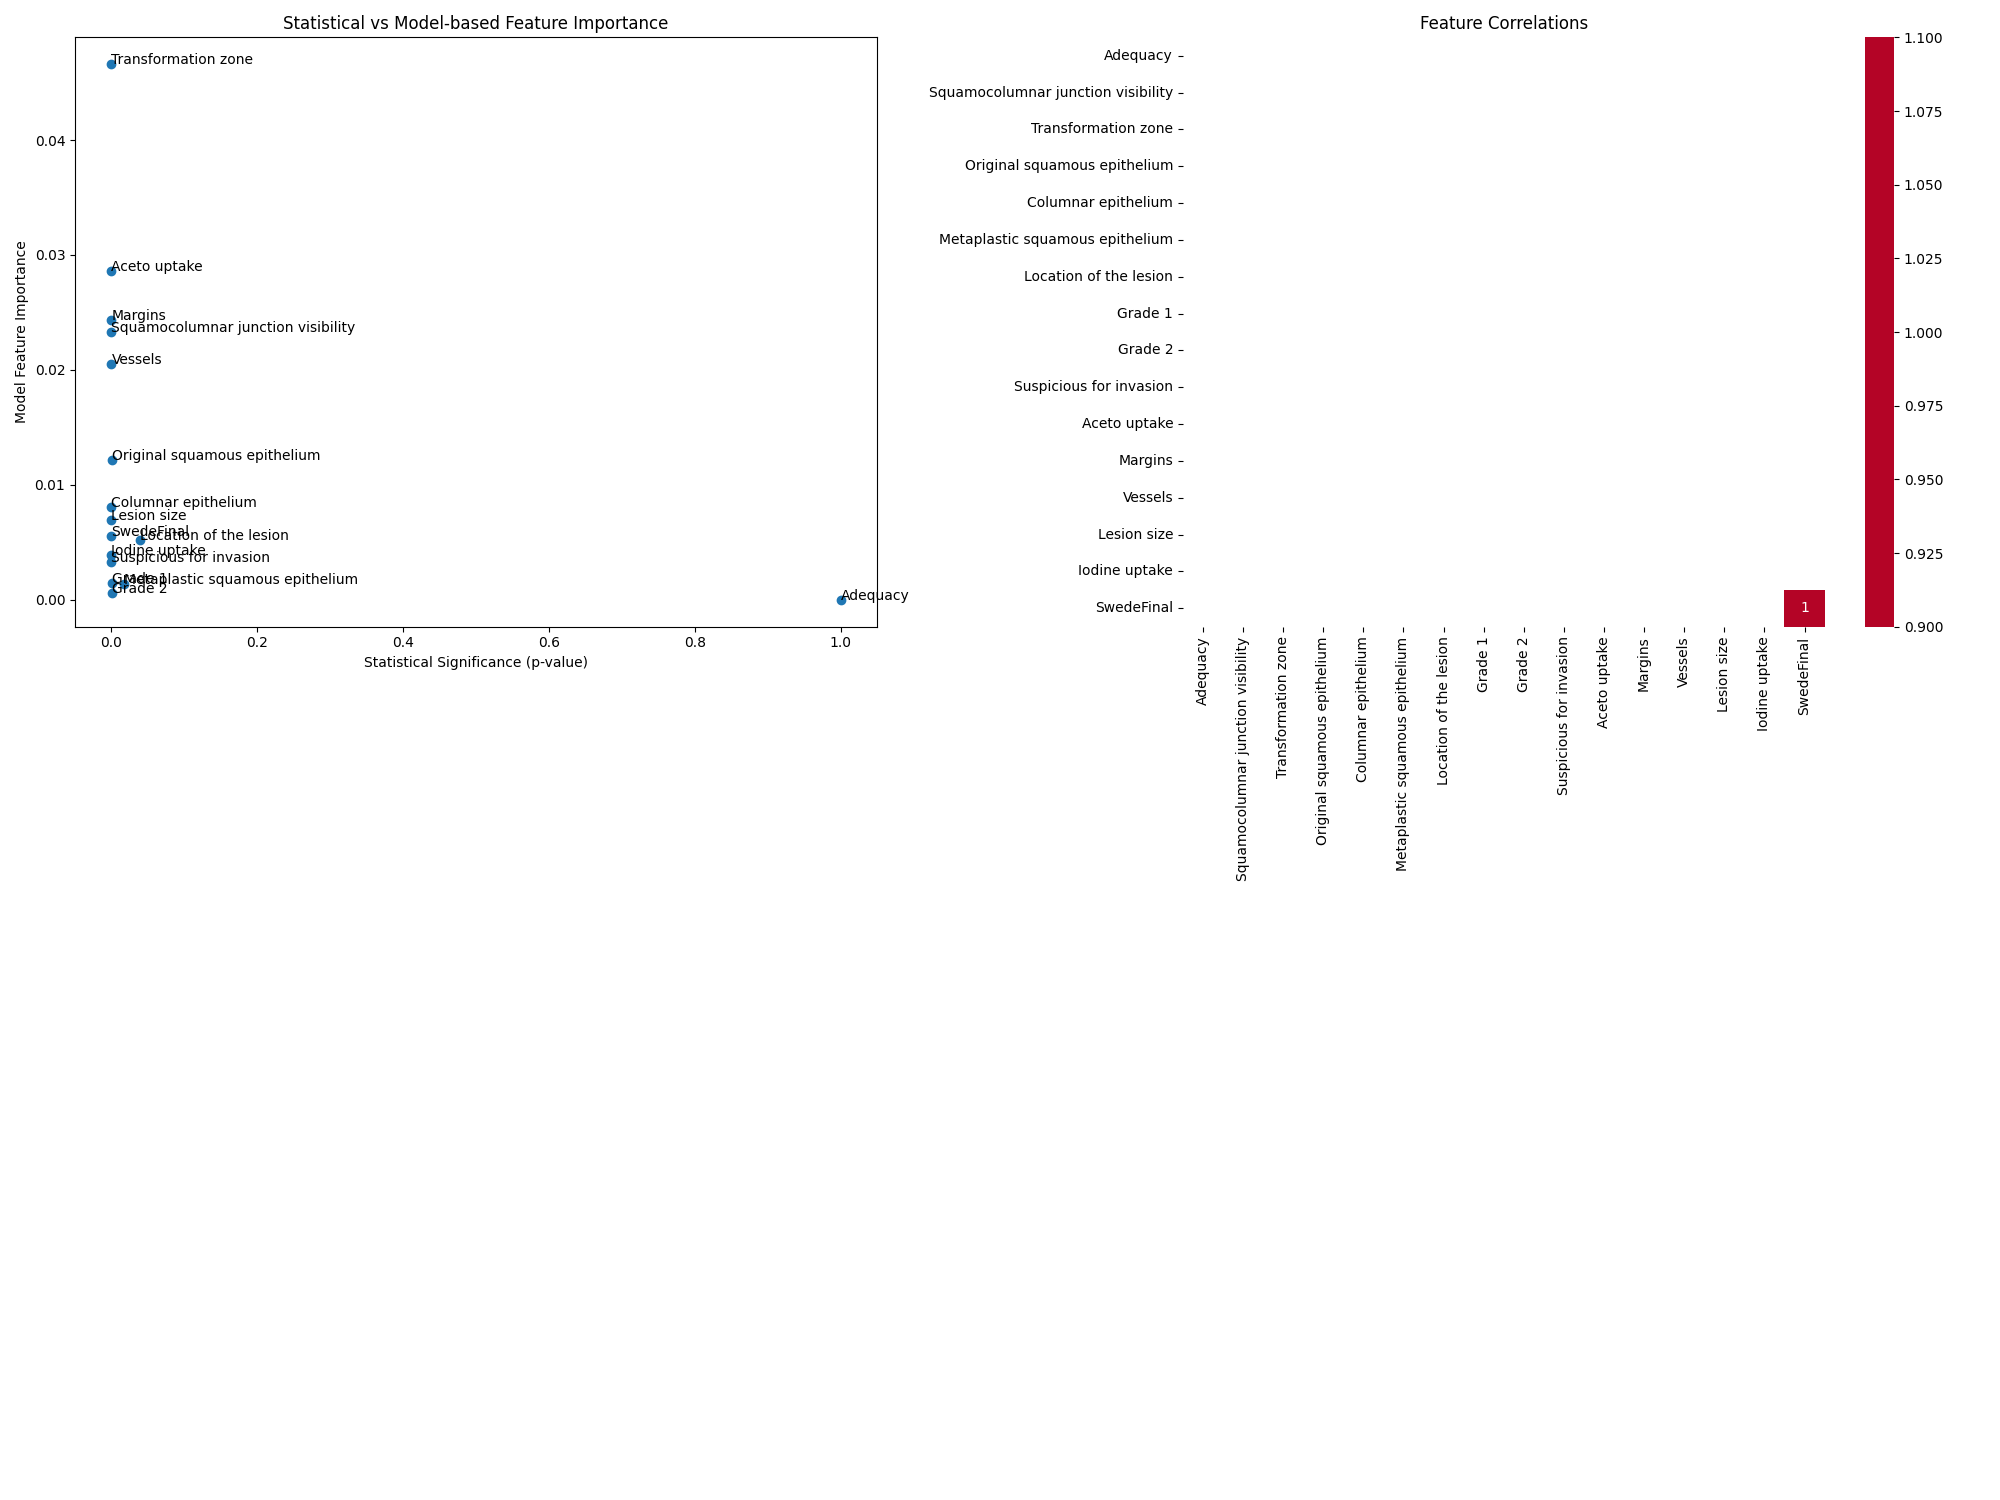 Statistical vs Model-based Feature Importance
Model Feature Importance
0.04
0.03
0.02
0.01
0.00
Transformation zone
Aceto uptake
Margins
Squamocolumnar junction visibility
Vessels
Original squamous epithelium
Columnar epithelium
Lesion size
SwedeFinal
Location of the lesion
Iodine uptake
Suspicious for invasion
Grade 1
Metaplastic squamous epithelium
Grade 2
Adequacy
0.0
0.2
0.4
0.6
0.8
1.0
Statistical Significance (p-value)
Feature Correlations
Adequacy
Squamocolumnar junction visibility
Transformation zone
Original squamous epithelium
Columnar epithelium
Metaplastic squamous epithelium
Location of the lesion
Grade 1
Grade 2
Suspicious for invasion
Aceto uptake
Margins
Vessels
Lesion size
Iodine uptake
SwedeFinal
1
Adequacy
Squamocolumnar junction visibility
Transformation zone
Original squamous epithelium
Columnar epithelium
Metaplastic squamous epithelium
Location of the lesion
Grade 1
Grade 2
Suspicious for invasion
Aceto uptake
Margins
Vessels
Lesion size
Iodine uptake
SwedeFinal
1.100
1.075
1.050
1.025
1.000
0.975
0.950
0.925
0.900